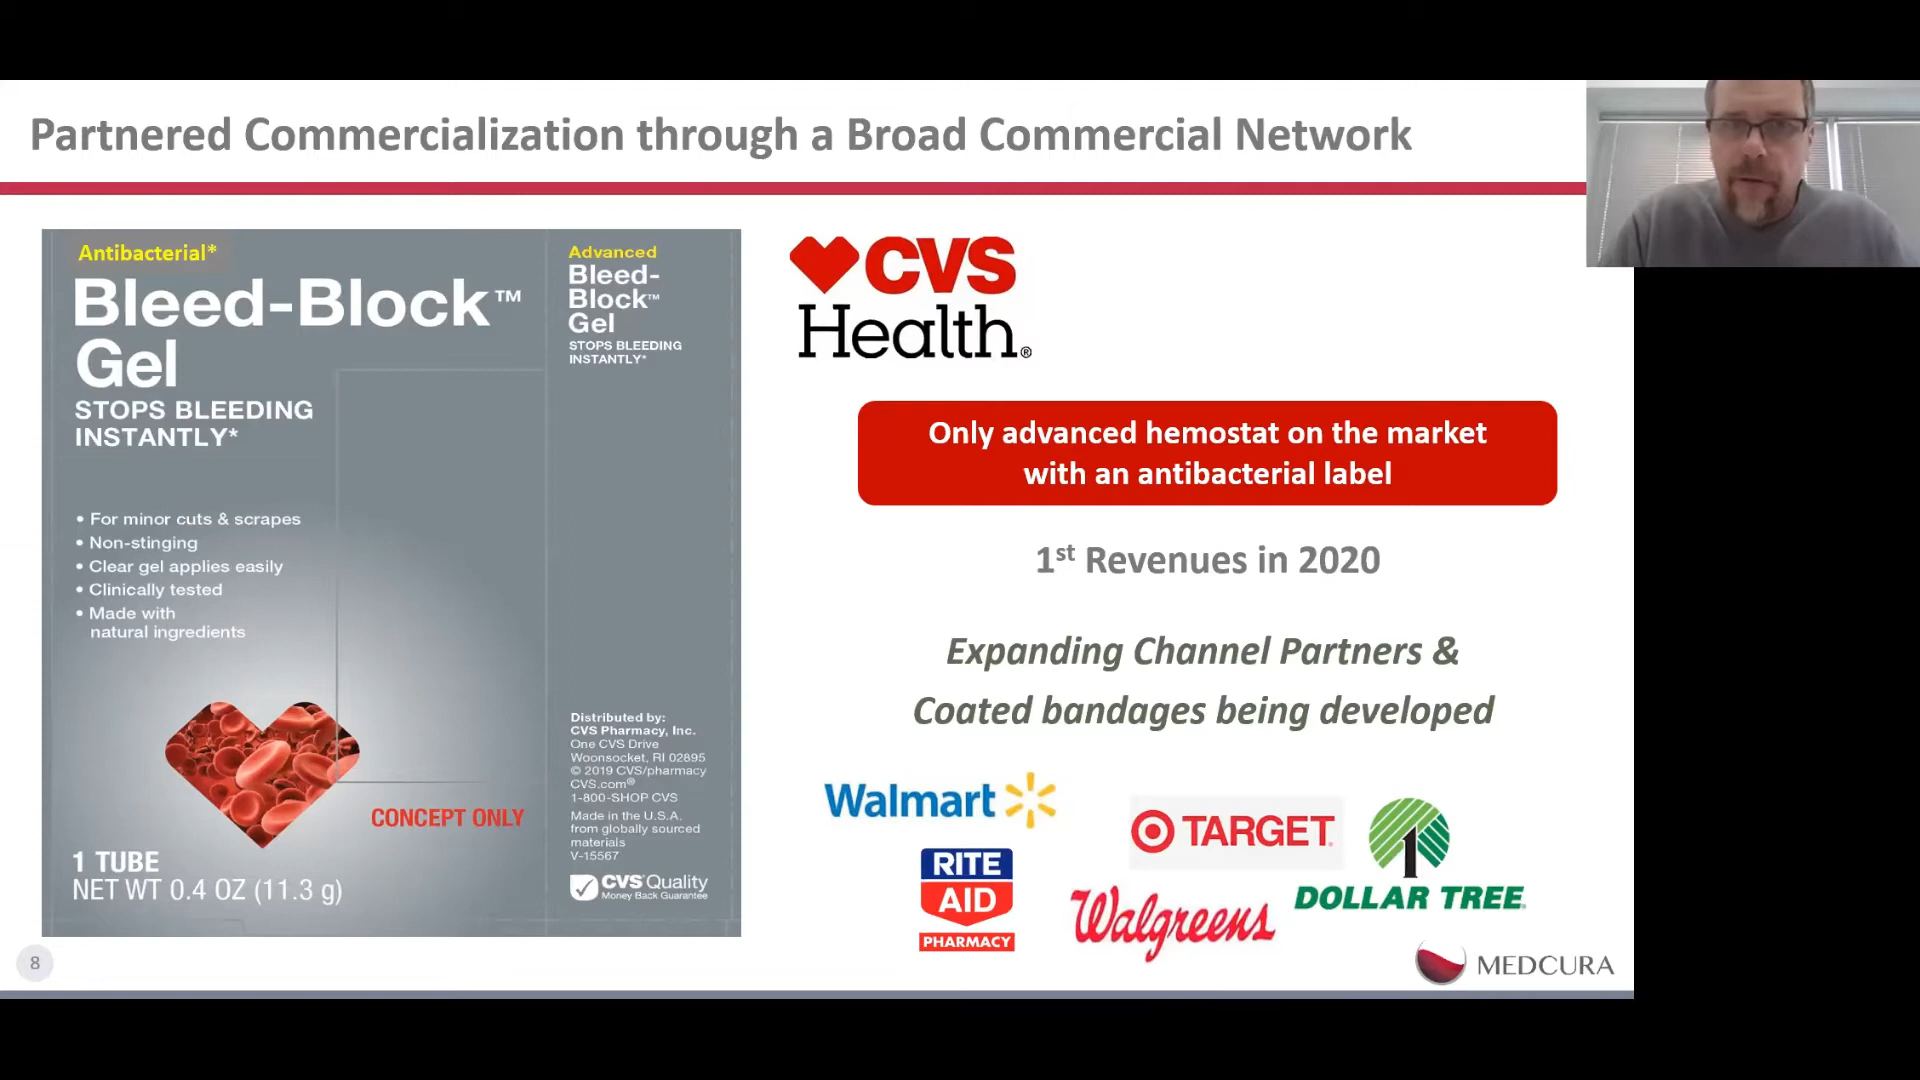 Partnered Commercialization through a Broad Commercial Network
Antibacterial*
Bleed-Block™
Gel
STOPS BLEEDING
INSTANTLY*
• For minor cuts & scrapes
• Non-stinging
• Clear gel applies easily
• Clinically tested
• Made with
natural ingredients
CONCEPT ONLY
1 TUBE
NET WT 0.4 OZ (11.3 g)
Advanced
Bleed-
Block™
Gel
STOPS BLEEDING
INSTANTLY*
Distributed by:
CVS Pharmacy, Inc.
One CVS Drive
Woonsocket, RI 02895
© 2019 CVS/pharmacy
CVS.com®
1-800-SHOP CVS
Made in the U.S.A.
from globally sourced
materials
V-15567
CVS Quality
Money Back Guarantee
CVS
Health®
Only advanced hemostat on the market
with an antibacterial label
1st Revenues in 2020
Expanding Channel Partners &
Coated bandages being developed
Walmart
TARGET
RITE
AID
PHARMACY
Walgreens
DOLLAR TREE
MEDCURA
8